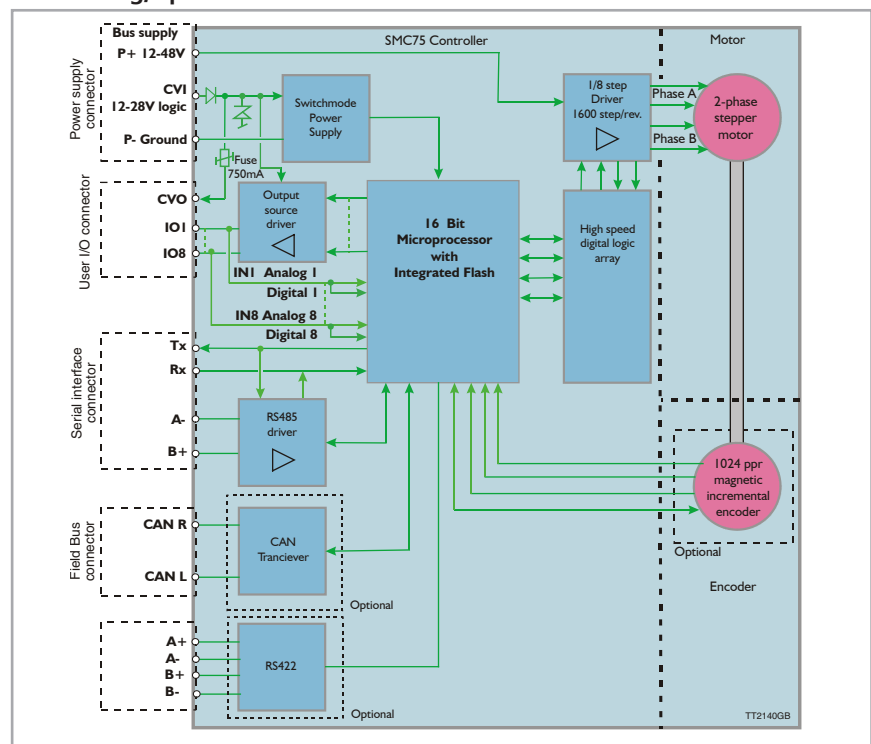 Bus supply
P+ 12-48V
CVI
12-28V logic
P- Ground
Power supply
connector
Fuse
750mA
CVO
IO1
IO8
User I/O connector
Tx
Rx
A-
B+
Serial interface
connector
CAN R
CAN L
Field Bus
connector
A+
A-
B+
B-
SMC75 Controller
Switchmode
Power
Supply
Output
source
driver
IN1 Analog 1
Digital 1
IN8 Analog 8
Digital 8
16 Bit
Microprocessor
with
Integrated Flash
1/8 step
Driver
1600 step/rev.
High speed
digital logic
array
RS485
driver
CAN
Tranciever
Optional
RS422
Optional
Motor
Phase A
Phase B
2-phase
stepper
motor
1024 ppr
magnetic
incremental
encoder
Optional
Encoder
TT2140GB